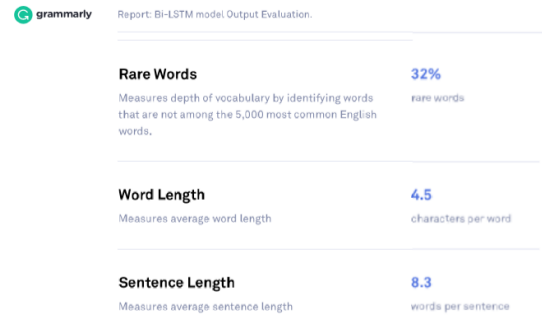 grammarly Report: Bi-LSTM model Output Evaluation.
Rare Words 32%
Measures depth of vocabulary by identifying words rare words
that are not among the 5,000 most common English
words.
Word Length 4.5
Measures average word length characters per word
Sentence Length 8.3
Measures average sentence length words per sentence